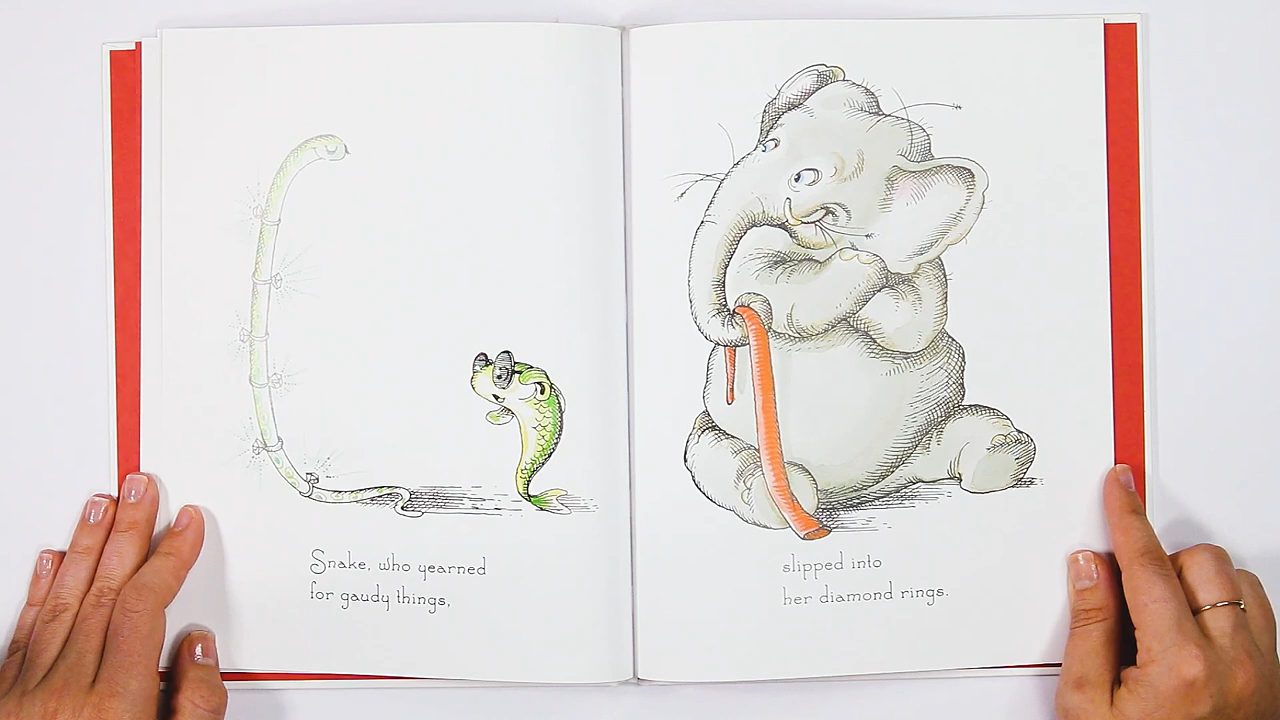 Snake, who yearned
for gaudy things,
slipped into
her diamond rings.